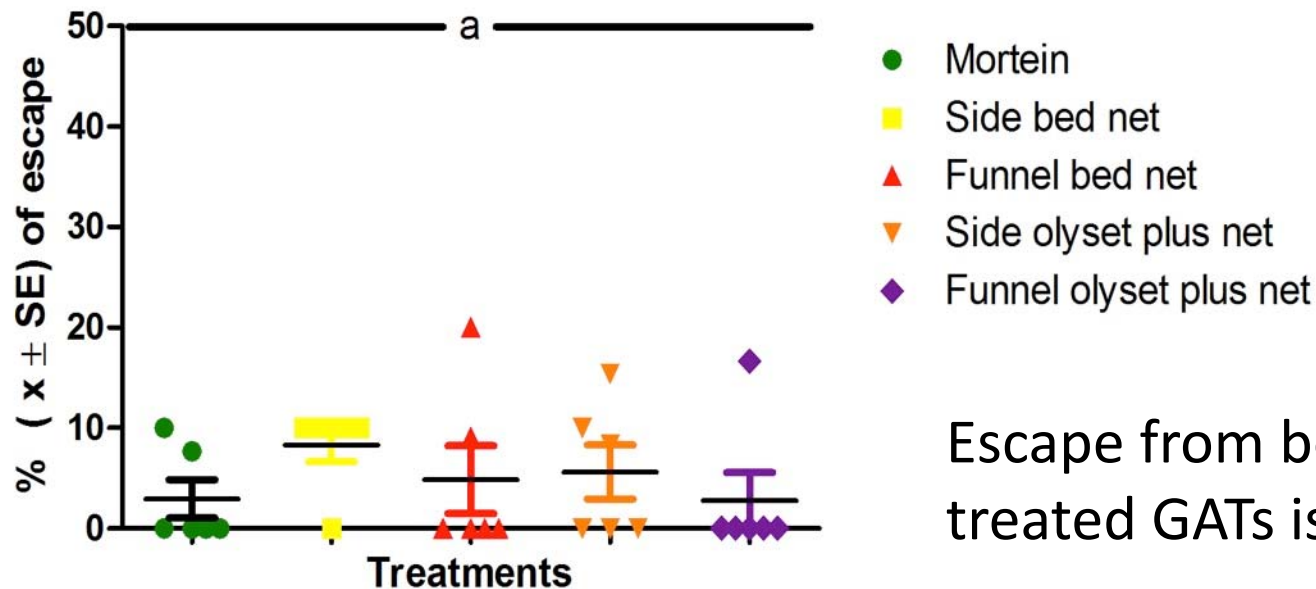 50
40
30
20
10
0
a
% ( x ± SE) of escape
Treatments
Mortein
Side bed net
Funnel bed net
Side olyset plus net
Funnel olyset plus net
Escape from
treated GATs